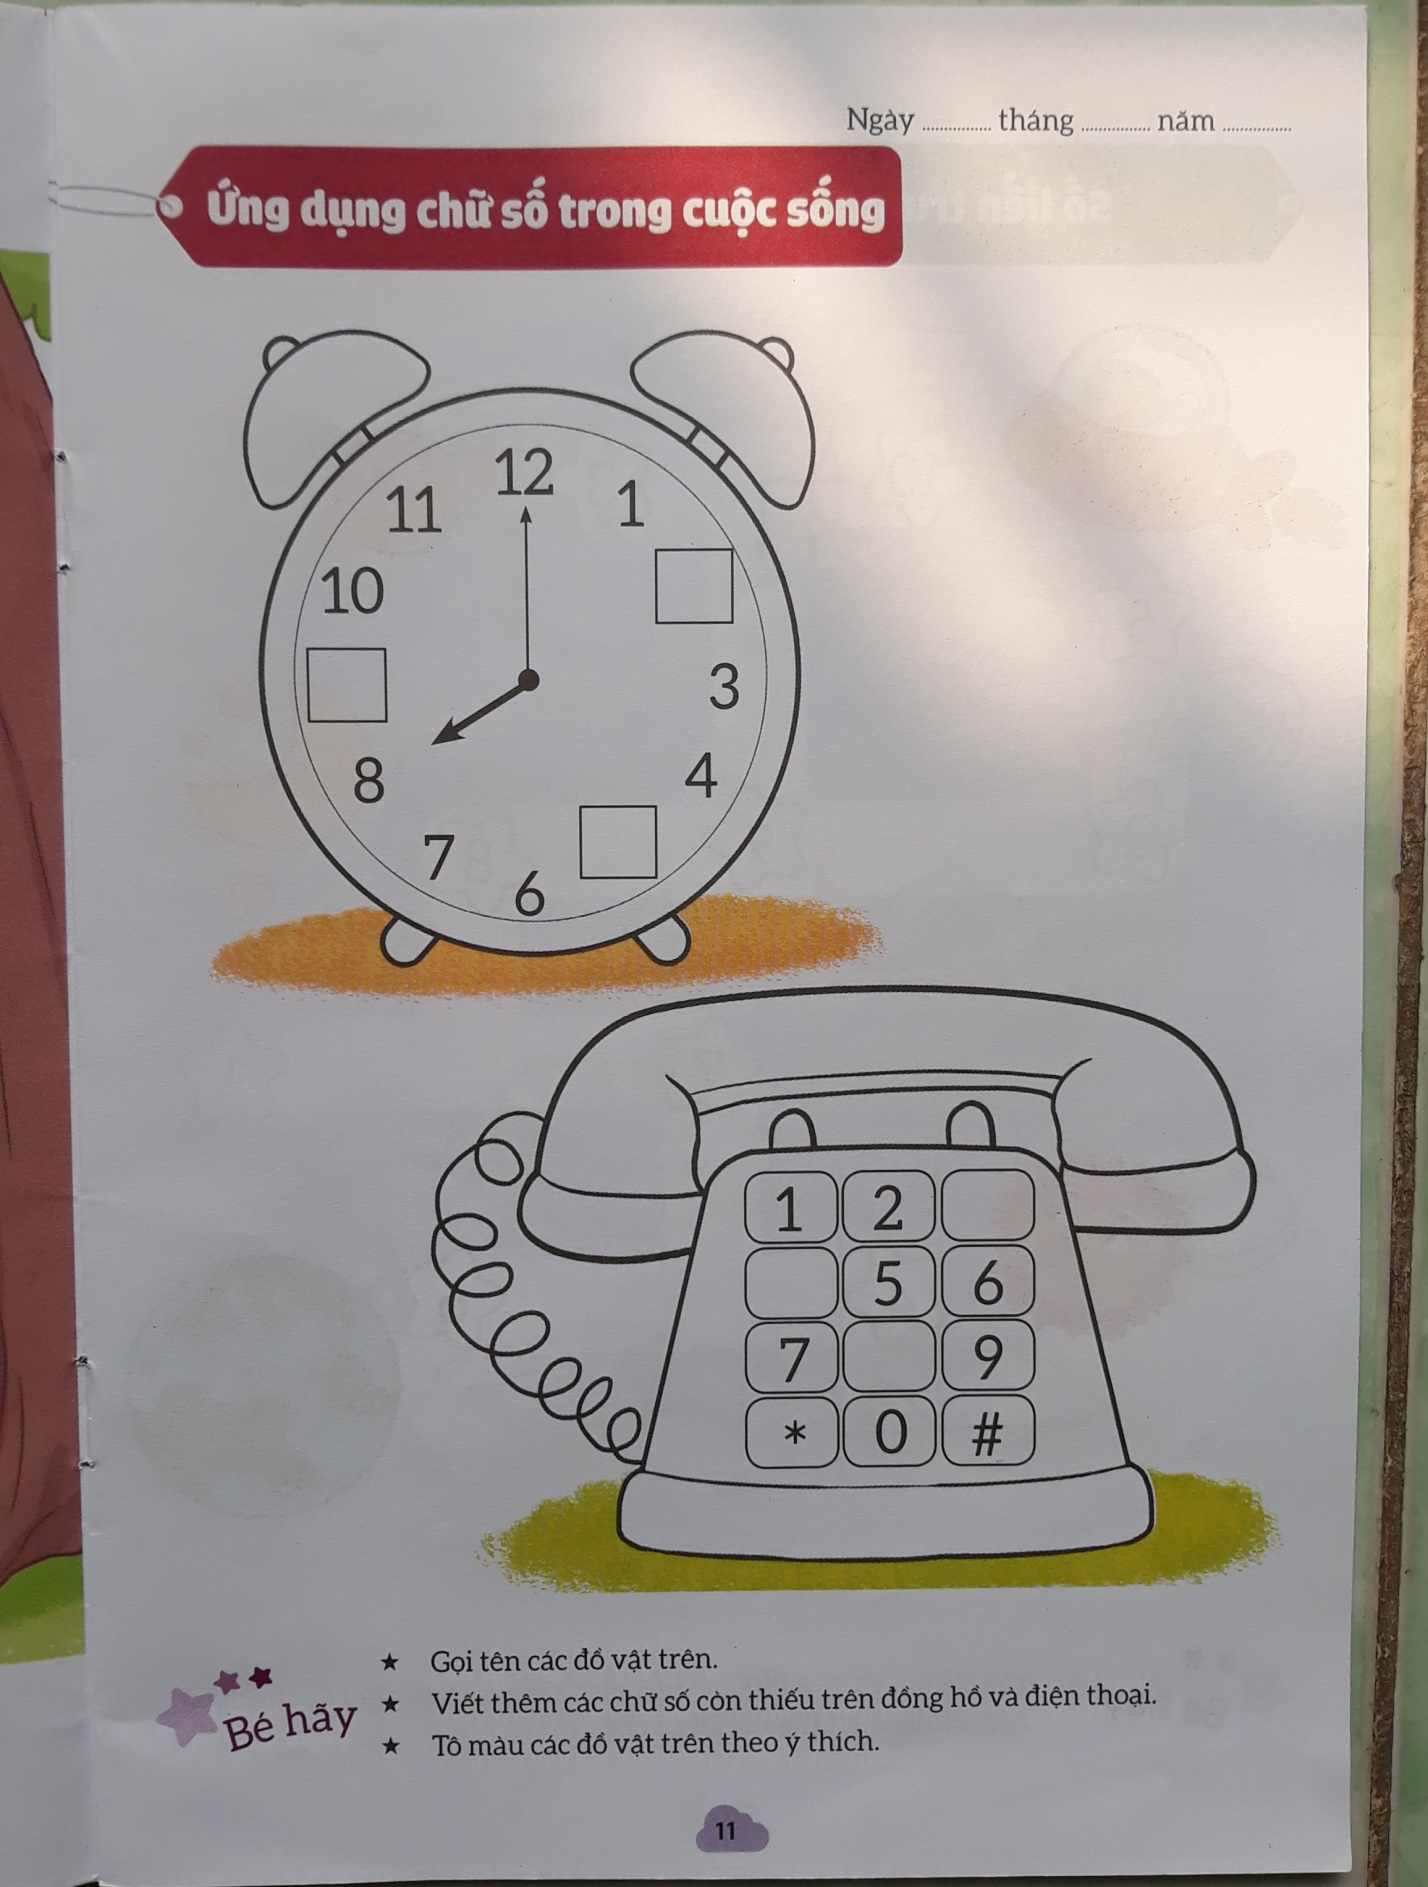 Ngày ............... tháng ............... năm ...............
Ứng dụng chữ số trong cuộc sống
12
11 1
10
3
8 4
7
6
1 2
5 6
7 9
* 0 #
★ Gọi tên các đồ vật trên.
Bé hãy ★ Viết thêm các chữ số còn thiếu trên đồng hồ và điện thoại.
★ Tô màu các đồ vật trên theo ý thích.
11